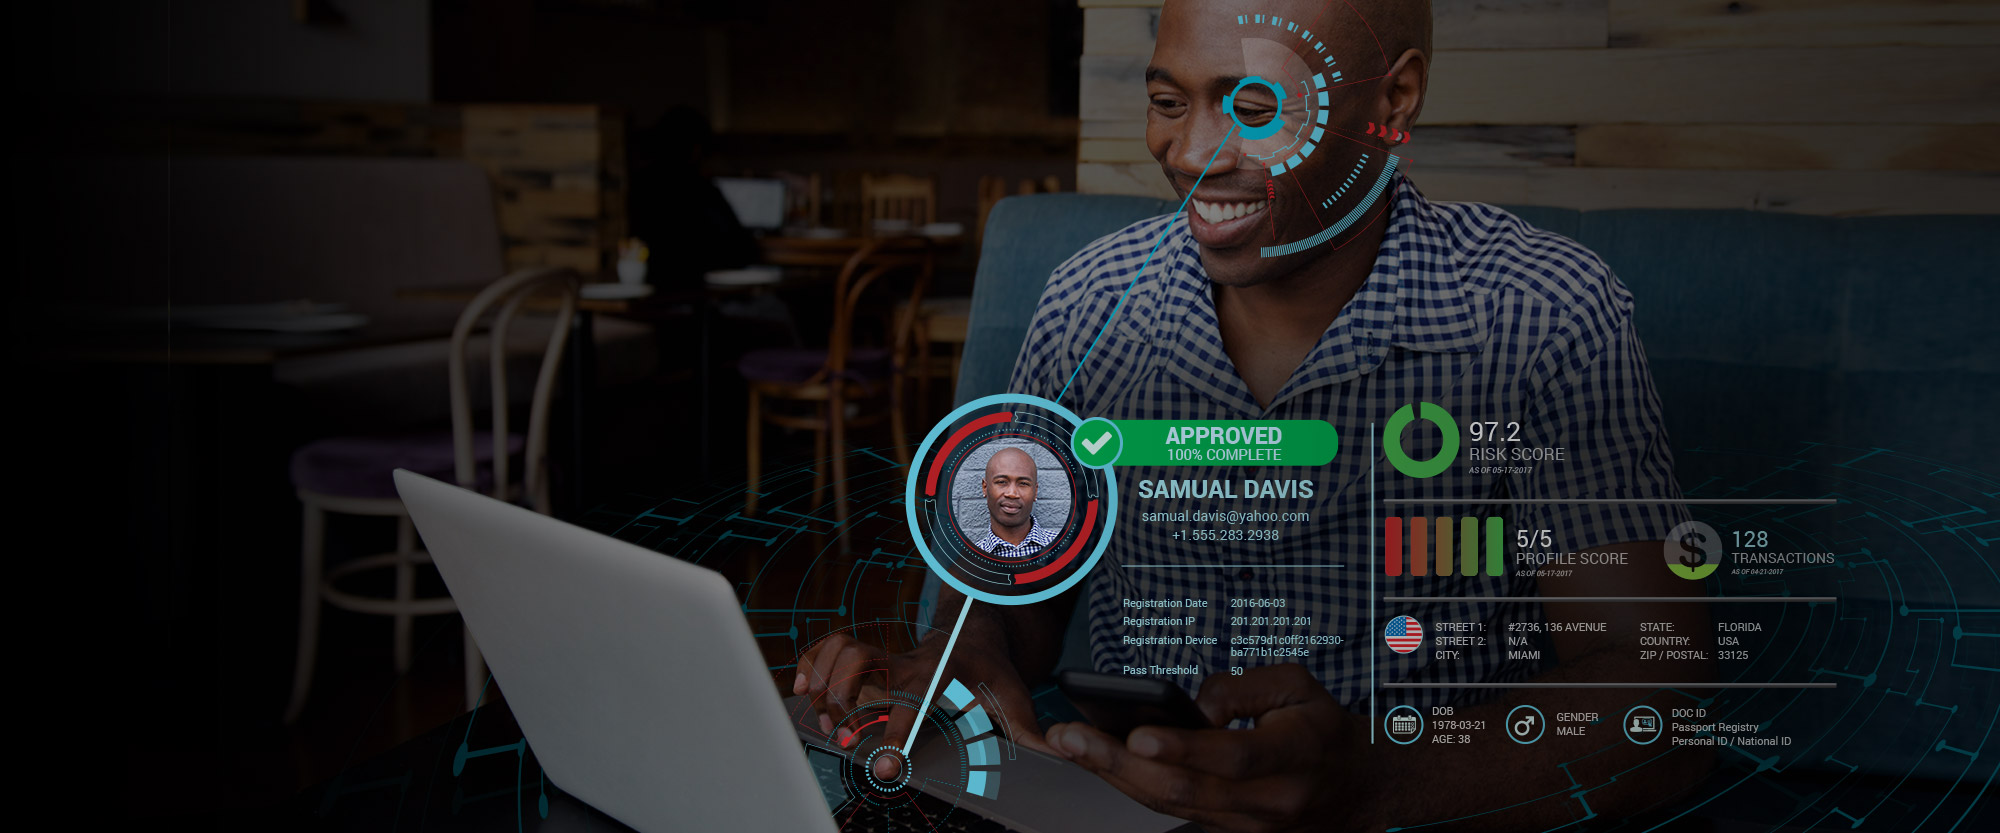 APPROVED
100% COMPLETE
SAMUAL DAVIS
samual.davis@yahoo.com
+1.555.283.2938
Registration Date 2016-06-03
Registration IP 201.201.201.201
Registration Device c3c579d1c0ff2162930-
ba771b1c2545e
Pass Threshold 50
97.2
RISK SCORE
AS OF 05-17-2017
5/5
PROFILE SCORE
AS OF 05-17-2017
$
128
TRANSACTIONS
AS OF 04-21-2017
STREET 1: #2736, 136 AVENUE
STREET 2: N/A
CITY: MIAMI
STATE: FLORIDA
COUNTRY: USA
ZIP / POSTAL: 33125
DOB
1978-03-21
AGE: 38
GENDER
MALE
DOC ID
Passport Registry
Personal ID / National ID